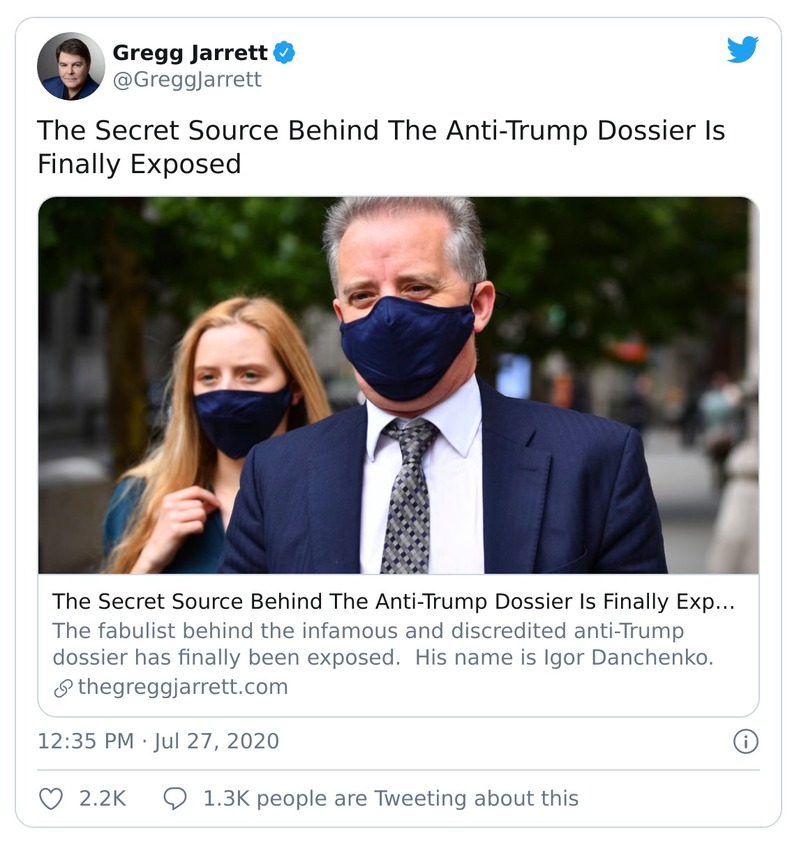 Gregg Jarrett
@GreggJarrett
The Secret Source Behind The Anti-Trump Dossier Is
Finally Exposed
The Secret Source Behind The Anti-Trump Dossier Is Finally Exp...
The fabulist behind the infamous and discredited anti-Trump
dossier has finally been exposed.  His name is Igor Danchenko.
thegreggjarrett.com
12:35 PM · Jul 27, 2020
2.2K
1.3K people are Tweeting about this